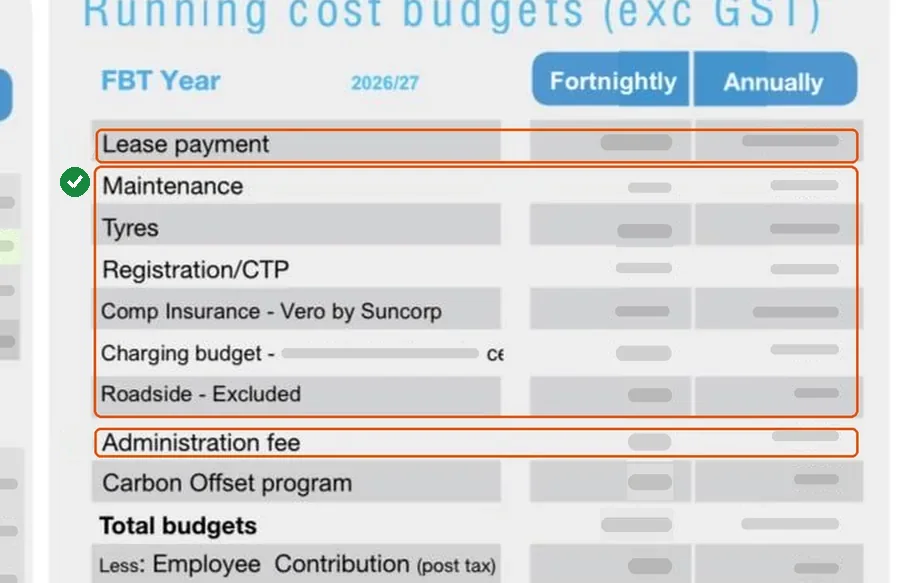 Running cost budgets (exc GST)
FBT Year 2026/27 Fortnightly Annually
Lease payment
Maintenance
Tyres
Registration/CTP
Comp Insurance - Vero by Suncorp
Charging budget - ce
Roadside - Excluded
Administration fee
Carbon Offset program
Total budgets
Less: Employee Contribution (post tax)